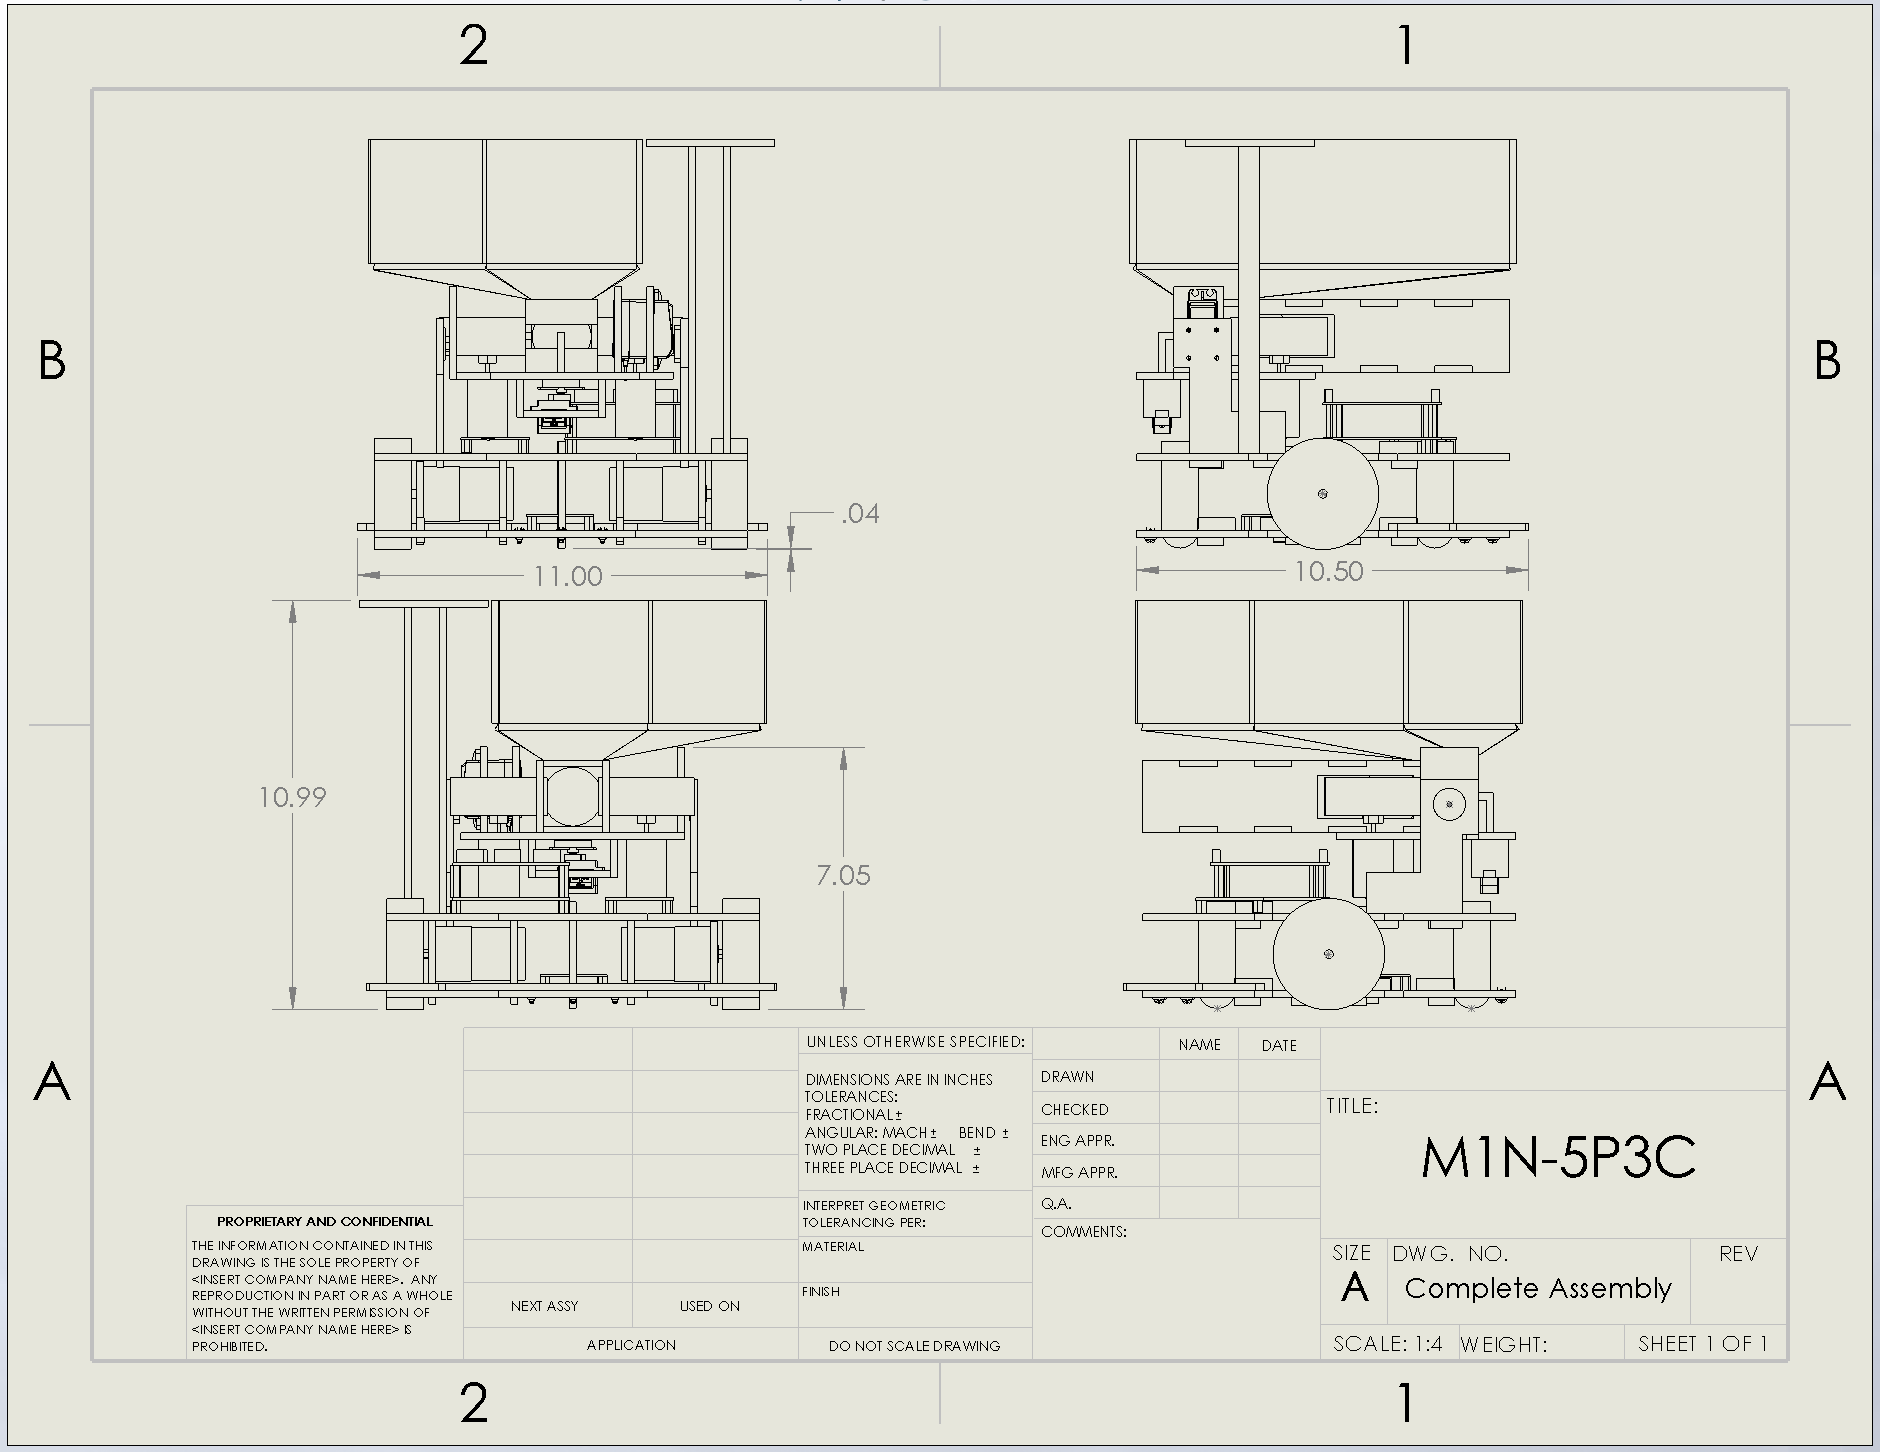 2
1
B
B
.04
11.00
10.50
10.99
7.05
A
A
UNLESS OTHERWISE SPECIFIED:
DIMENSIONS ARE IN INCHES
TOLERANCES:
FRACTIONAL±
ANGULAR: MACH± BEND ±
TWO PLACE DECIMAL ±
THREE PLACE DECIMAL ±
INTERPRET GEOMETRIC
TOLERANCING PER:
MATERIAL
FINISH
DO NOT SCALE DRAWING
NAME DATE
DRAWN
CHECKED
ENG APPR.
MFG APPR.
Q.A.
COMMENTS:
TITLE:
M1N-5P3C
SIZE DWG. NO. REV
A Complete Assembly
SCALE: 1:4 WEIGHT: SHEET 1 OF 1
PROPRIETARY AND CONFIDENTIAL
THE INFORMATION CONTAINED IN THIS
DRAWING IS THE SOLE PROPERTY OF
<INSERT COMPANY NAME HERE>. ANY
REPRODUCTION IN PART OR AS A WHOLE
WITHOUT THE WRITTEN PERMISSION OF
<INSERT COMPANY NAME HERE> IS
PROHIBITED.
NEXT ASSY USED ON
APPLICATION
2
1